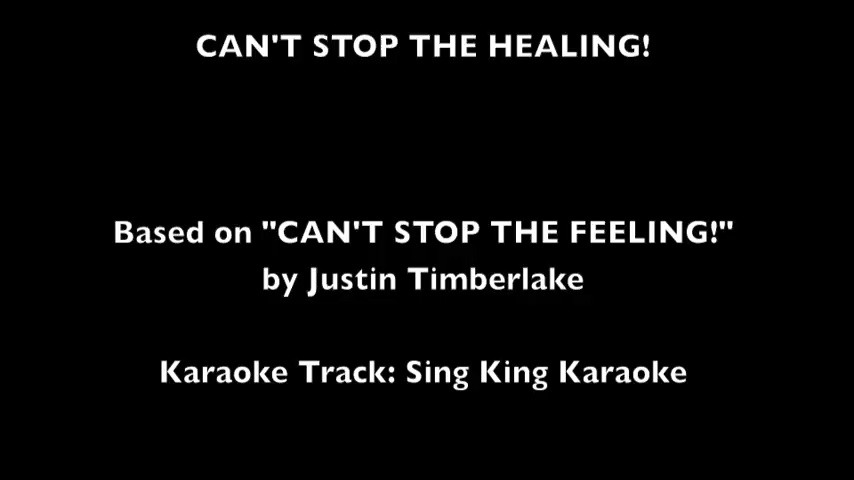 CAN'T STOP THE HEALING!
Based on "CAN'T STOP THE FEELING!"
by Justin Timberlake
Karaoke Track: Sing King Karaoke